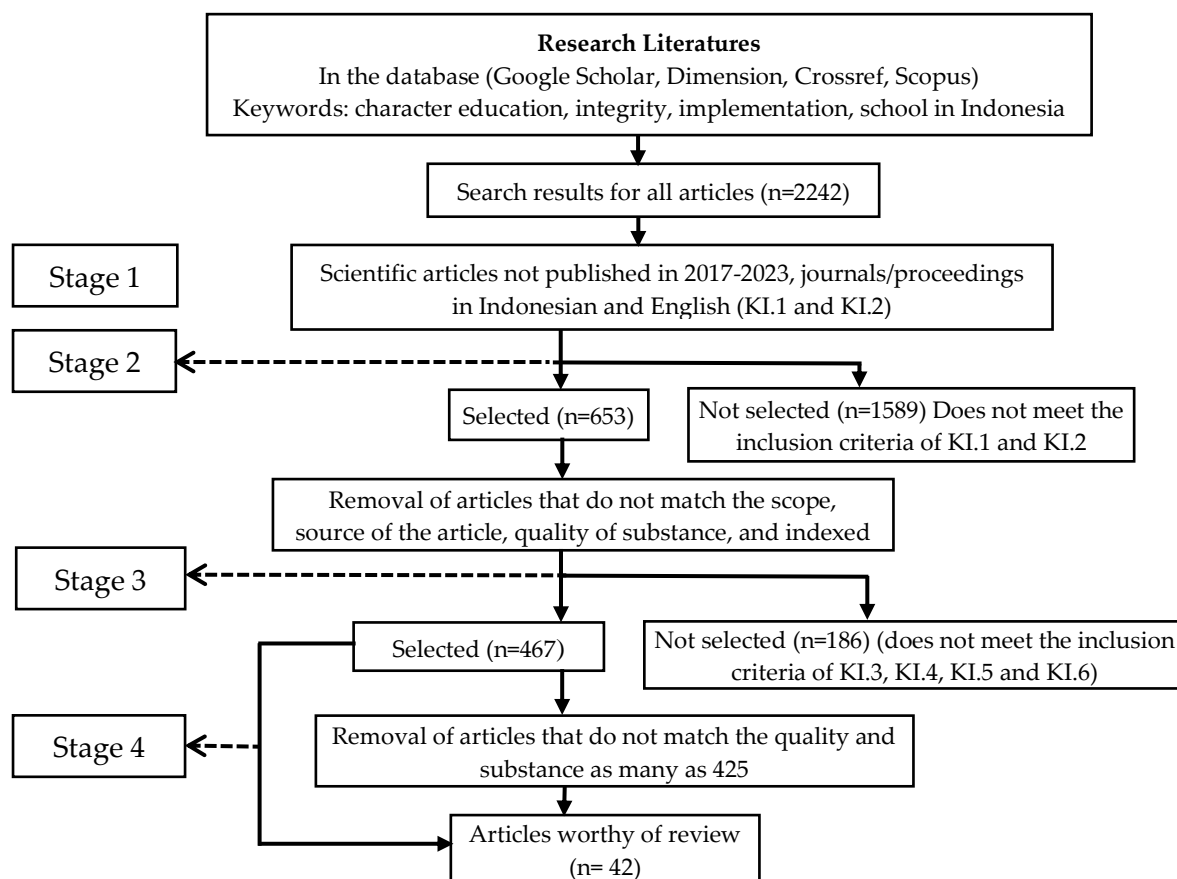 Research Literatures
In the database (Google Scholar, Dimension, Crossref, Scopus)
Keywords: character education, integrity, implementation, school in Indonesia
Search results for all articles (n=2242)
Stage 1
Scientific articles not published in 2017-2023, journals/proceedings
in Indonesian and English (KI.1 and KI.2)
Stage 2
Selected (n=653)
Not selected (n=1589) Does not meet the
inclusion criteria of KI.1 and KI.2
Removal of articles that do not match the scope,
source of the article, quality of substance, and indexed
Stage 3
Selected (n=467)
Not selected (n=186) (does not meet the inclusion
criteria of KI.3, KI.4, KI.5 and KI.6)
Stage 4
Removal of articles that do not match the quality and
substance as many as 425
Articles worthy of review
(n= 42)